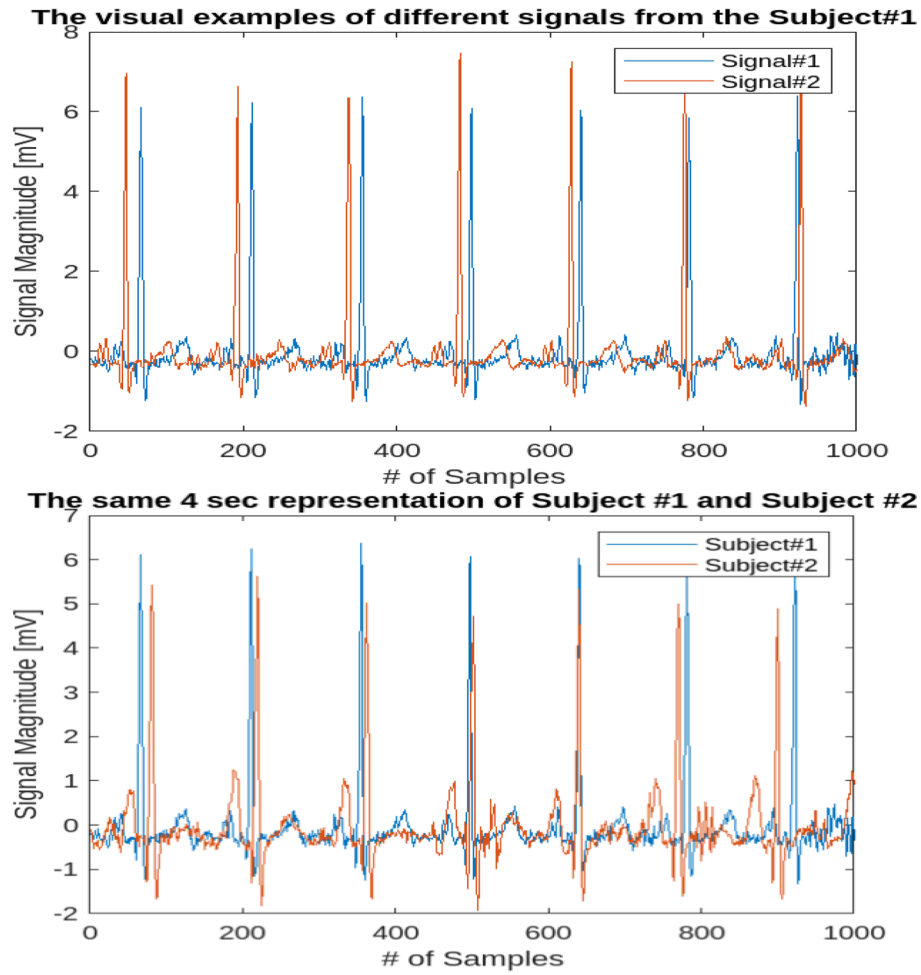 The visual examples of different signals from the Subject#1
8
6
4
2
0
-2
Signal Magnitude [mV]
Signal#1
Signal#2
0 200 400 600 800 1000
# of Samples
The same 4 sec representation of Subject #1 and Subject #2
7
6
5
4
3
2
1
0
-1
-2
Signal Magnitude [mV]
Subject#1
Subject#2
0 200 400 600 800 1000
# of Samples